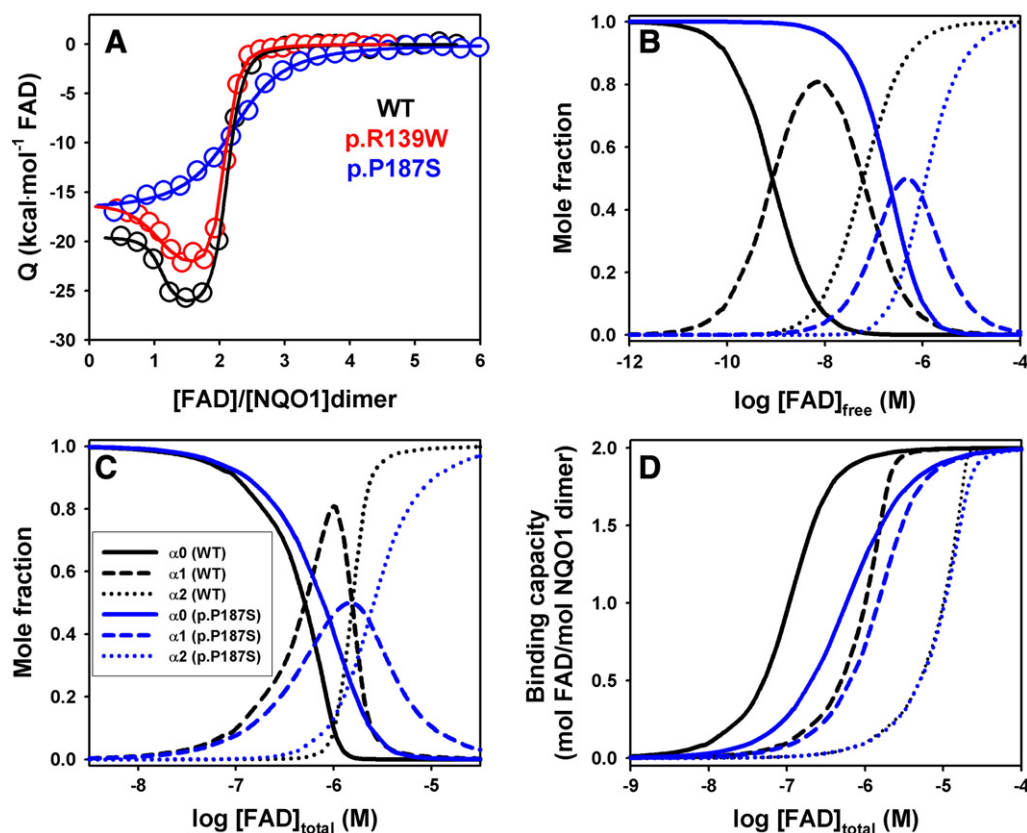 A
0
-5
-10
-15
-20
-25
-30
Q (kcal·mol⁻¹ FAD)
WT
p.R139W
p.P187S
0 1 2 3 4 5 6
[FAD]/[NQO1]dimer
B
1.0
0.8
0.6
0.4
0.2
0.0
Mole fraction
-12 -10 -8 -6 -4
log [FAD]free (M)
C
1.0
0.8
0.6
0.4
0.2
0.0
Mole fraction
α0 (WT)
α1 (WT)
α2 (WT)
α0 (p.P187S)
α1 (p.P187S)
α2 (p.P187S)
-8 -7 -6 -5
log [FAD]total (M)
D
2.0
1.5
1.0
0.5
0.0
Binding capacity
(mol FAD/mol NQO1 dimer)
-9 -8 -7 -6 -5 -4
log [FAD]total (M)